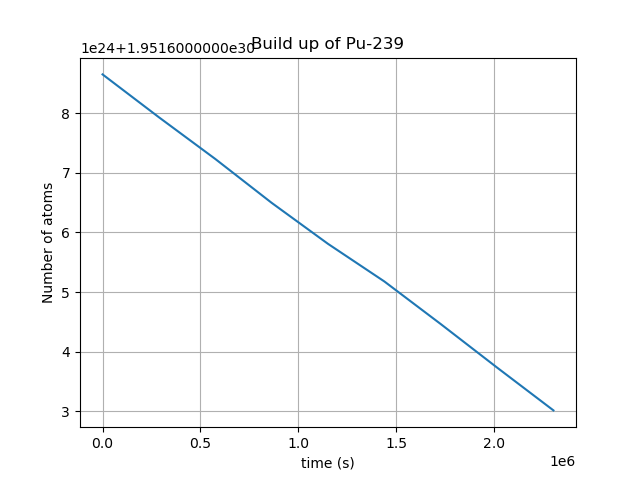 Build up of Pu-239
1e24+1.9516000000e30
8
7
6
5
4
3
Number of atoms
0.0 0.5 1.0 1.5 2.0
1e6
time (s)